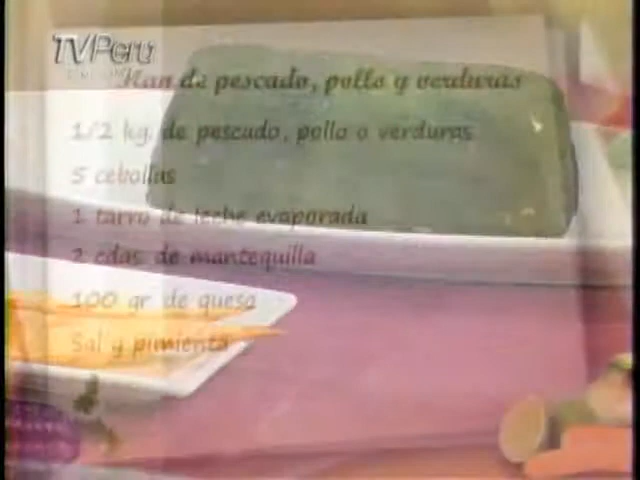 TVPeru
Flan de pescado, pollo y verduras
1/2 kg. de pescado, pollo o verduras
5 cebollas
1 tarro de leche evaporada
2 cdas. de mantequilla
100 gr de queso
Sal y pimienta